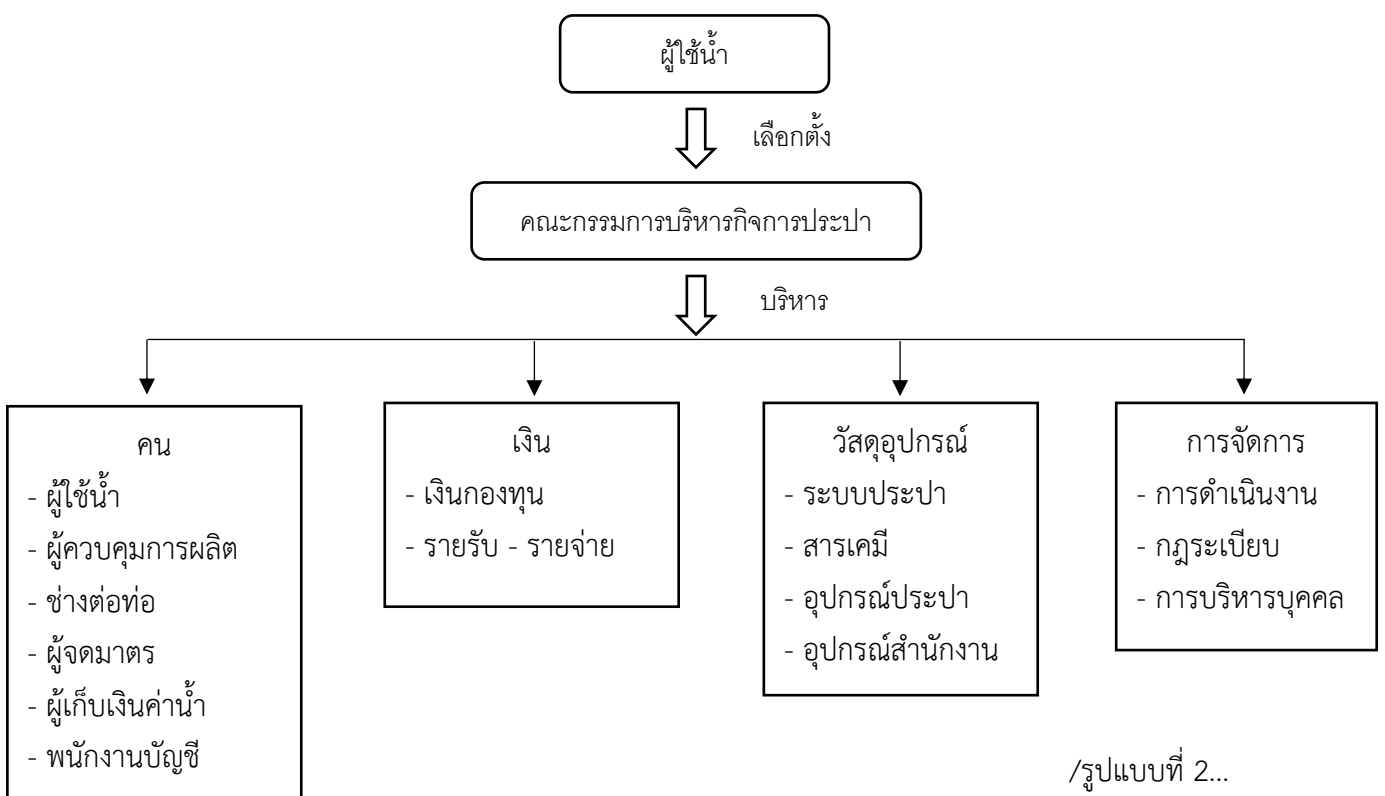 ผู้ใช้น้ำ
เลือกตั้ง
คณะกรรมการบริหารกิจการประปา
บริหาร
คน
- ผู้ใช้น้ำ
- ผู้ควบคุมการผลิต
- ช่างต่อท่อ
- ผู้จดมาตร
- ผู้เก็บเงินค่าน้ำ
- พนักงานบัญชี
เงิน
- เงินกองทุน
- รายรับ - รายจ่าย
วัสดุอุปกรณ์
- ระบบประปา
- สารเคมี
- อุปกรณ์ประปา
- อุปกรณ์สำนักงาน
การจัดการ
- การดำเนินงาน
- กฎระเบียบ
- การบริหารบุคคล
/รูปแบบที่ 2...